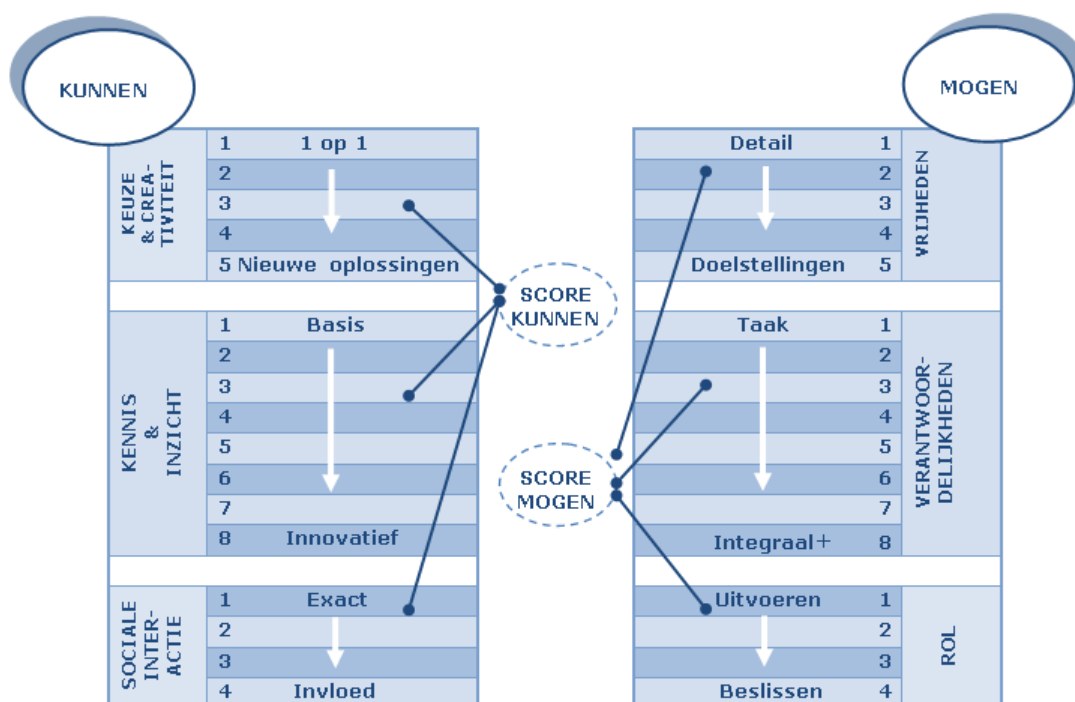 KUNNEN
MOGEN
KEUZE
& CREA-
TIVITEIT
1 1 op 1
2
3
4
5 Nieuwe oplossingen
KENNIS
&
INZICHT
1 Basis
2
3
4
5
6
7
8 Innovatief
SOCIALE
INTER-
ACTIE
1 Exact
2
3
4 Invloed
SCORE
KUNNEN
SCORE
MOGEN
Detail 1
2
3
4
Doelstellingen 5
VRIJHEDEN
Taak 1
2
3
4
5
6
7
Integraal+ 8
VERANTWOOR-
DELIJKHEDEN
Uitvoeren 1
2
3
Beslissen 4
ROL